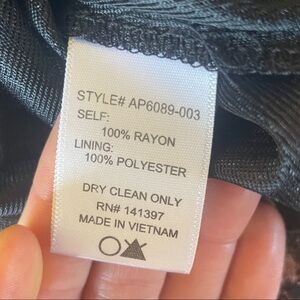 STYLE# AP6089-003
SELF:
100% RAYON
LINING:
100% POLYESTER
DRY CLEAN ONLY
RN# 141397
MADE IN VIETNAM